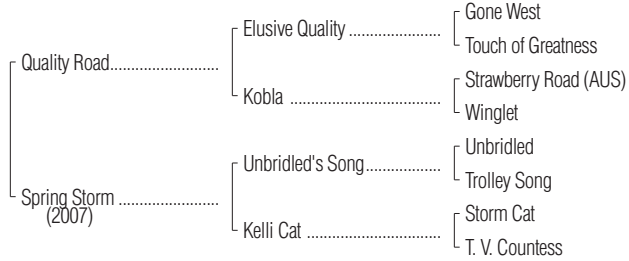 Gone West
Elusive Quality ....................
Touch of Greatness
Quality Road........................
Strawberry Road (AUS)
Kobla .................................
Winglet
Unbridled
Unbridled's Song................
Trolley Song
Spring Storm ......................
(2007)
Storm Cat
Kelli Cat .............................
T. V. Countess